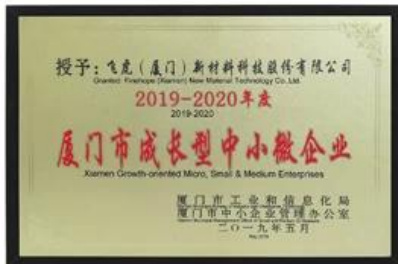 授予：飞虎（厦门）新材料科技股份有限公司
Granted: Finehope (Xiamen) New Material Technology Co., Ltd.
2019-2020年度
2019-2020
厦门市成长型中小微企业
Xiamen Growth-oriented Micro, Small & Medium Enterprises
厦门市工业和信息化局
厦门市中小企业管理办公室
二〇一九年五月
May 2019